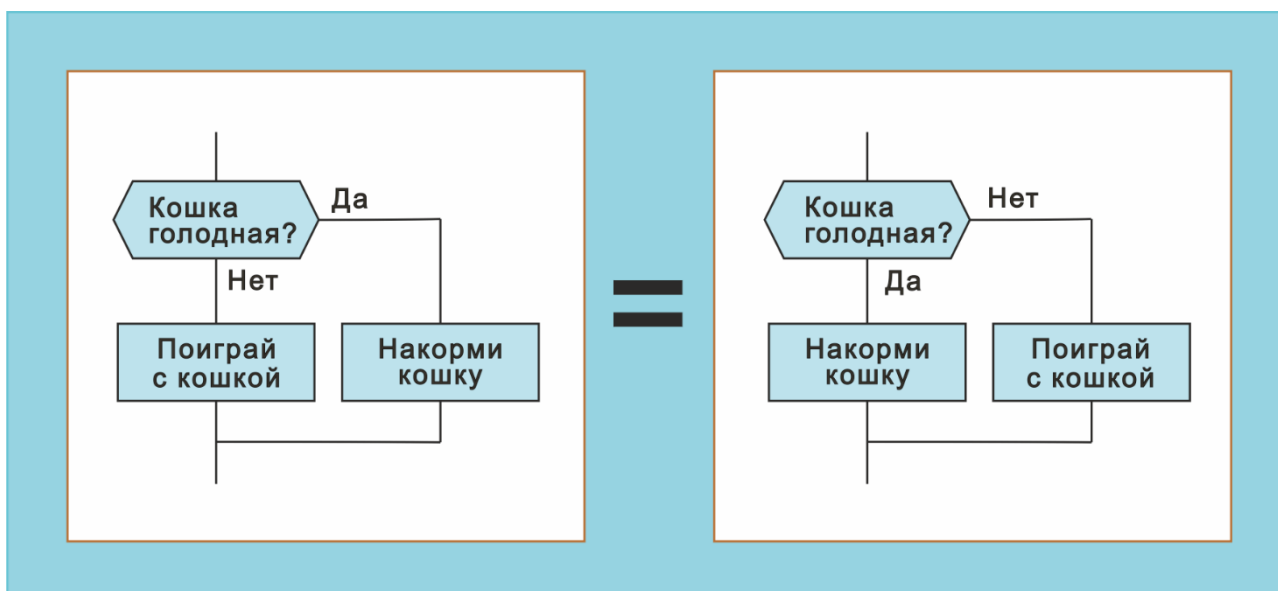 Кошка
голодная?
Да
Нет
Поиграй
с кошкой
Накорми
кошку
=
Кошка
голодная?
Нет
Да
Накорми
кошку
Поиграй
с кошкой